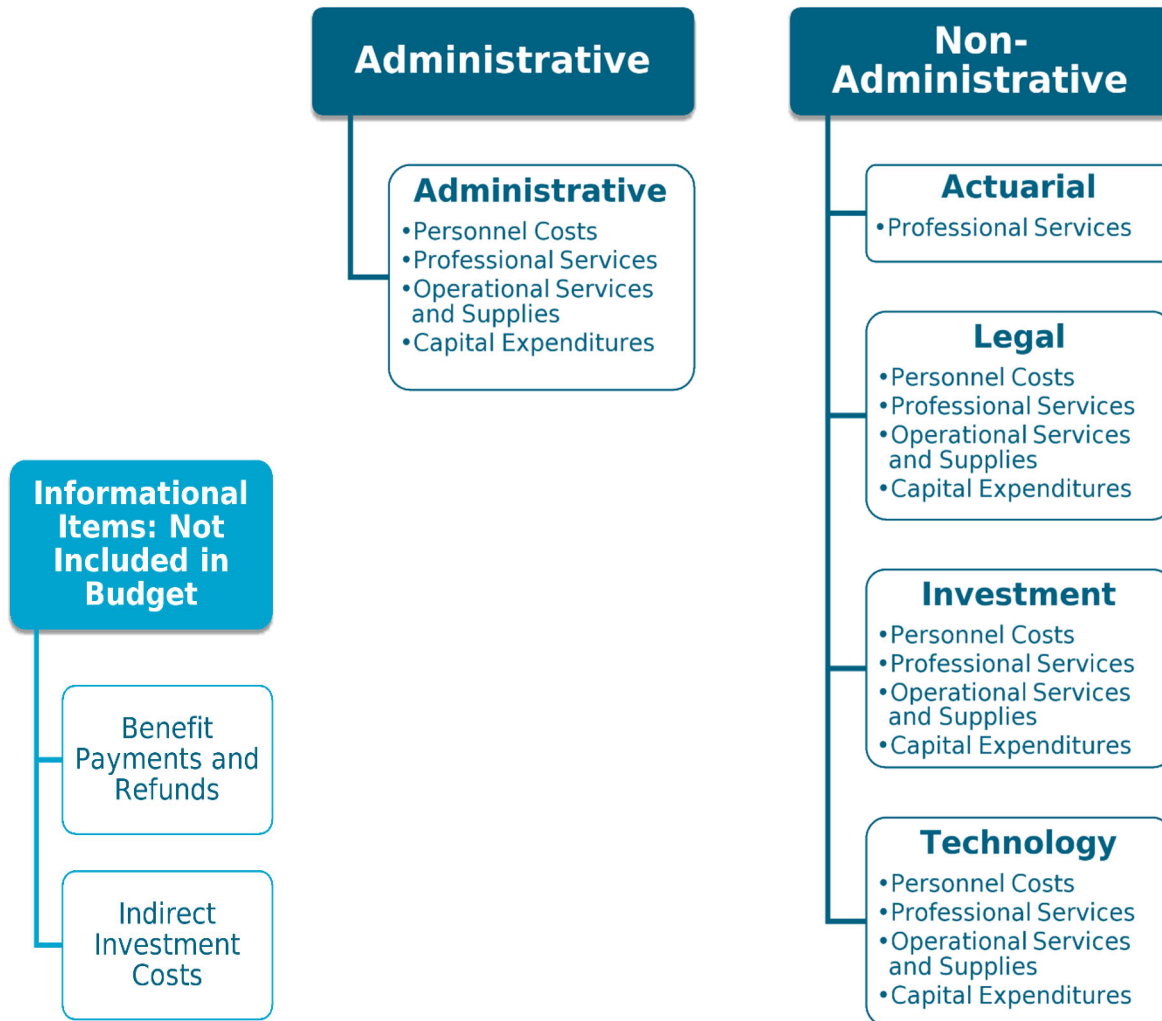 Administrative
Administrative
•Personnel Costs
•Professional Services
•Operational Services
and Supplies
•Capital Expenditures
Non-
Administrative
Actuarial
•Professional Services
Legal
•Personnel Costs
•Professional Services
•Operational Services
and Supplies
•Capital Expenditures
Investment
•Personnel Costs
•Professional Services
•Operational Services
and Supplies
•Capital Expenditures
Technology
•Personnel Costs
•Professional Services
•Operational Services
and Supplies
•Capital Expenditures
Informational
Items: Not
Included in
Budget
Benefit
Payments and
Refunds
Indirect
Investment
Costs